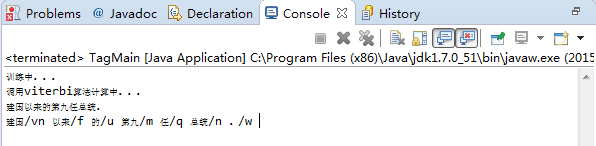 Problems @ Javadoc Declaration Console History
<terminated> TagMain [Java Application] C:\Program Files (x86)\Java\jdk1.7.0_51\bin\javaw.exe (2015
训练中...
调用viterbi算法计算中...
建国以来的第九任总统.
建国/vn 以来/f 的/u 第九/m 任/q 总统/n . /w